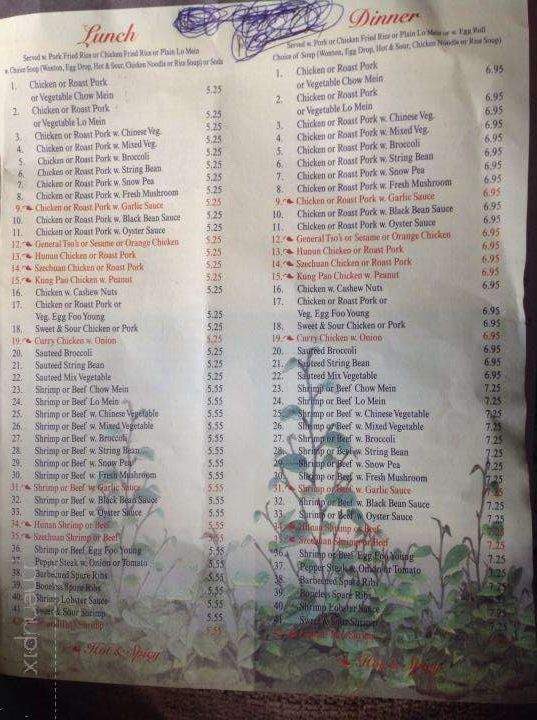 Lunch
Served w. Pork Fried Rice or Chicken Fried Rice or Plain Lo Mein
w. Choice Soup (Wonton, Egg Drop, Hot & Sour, Chicken Noodle or Rice Soup) or Soda
1. Chicken or Roast Pork
or Vegetable Chow Mein 5.25
2. Chicken or Roast Pork
or Vegetable Lo Mein 5.25
3. Chicken or Roast Pork w. Chinese Veg. 5.25
4. Chicken or Roast Pork w. Mixed Veg. 5.25
5. Chicken or Roast Pork w. Broccoli 5.25
6. Chicken or Roast Pork w. String Bean 5.25
7. Chicken or Roast Pork w. Snow Pea 5.25
8. Chicken or Roast Pork w. Fresh Mushroom 5.25
9. Chicken or Roast Pork w. Garlic Sauce 5.25
10. Chicken or Roast Pork w. Black Bean Sauce 5.25
11. Chicken or Roast Pork w. Oyster Sauce 5.25
12. General Tso's or Sesame or Orange Chicken 5.25
13. Hunan Chicken or Roast Pork 5.25
14. Szechuan Chicken or Roast Pork 5.25
15. Kung Pao Chicken w. Peanut 5.25
16. Chicken w. Cashew Nuts 5.25
17. Chicken or Roast Pork or
Veg. Egg Foo Young 5.25
18. Sweet & Sour Chicken or Pork 5.25
19. Curry Chicken w. Onion 5.25
20. Sauteed Broccoli 5.25
21. Sauteed String Bean 5.25
22. Sauteed Mix Vegetable 5.25
23. Shrimp or Beef Chow Mein 5.55
24. Shrimp or Beef Lo Mein 5.55
25. Shrimp or Beef w. Chinese Vegetable 5.55
26. Shrimp or Beef w. Mixed Vegetable 5.55
27. Shrimp or Beef w. Broccoli 5.55
28. Shrimp or Beef w. String Bean 5.55
29. Shrimp or Beef w. Snow Pea 5.55
30. Shrimp or Beef w. Fresh Mushroom 5.55
31. Shrimp or Beef w. Garlic Sauce 5.55
32. Shrimp or Beef w. Black Bean Sauce 5.55
33. Shrimp or Beef w. Oyster Sauce 5.55
34. Hunan Shrimp or Beef 5.55
35. Szechuan Shrimp or Beef 5.55
36. Shrimp or Beef Egg Foo Young 5.55
37. Pepper Steak w. Onion or Tomato 5.55
38. Barbecued Spare Ribs 5.55
39. Boneless Spare Ribs 5.55
40. Shrimp Lobster Sauce 5.55
41. Sweet & Sour Shrimp 5.55
Shrimp
Hot & Spicy
Dinner
Served w. Pork or Chicken Fried Rice or Plain Lo Mein or w. Egg Roll
Choice of Soup (Wonton, Egg Drop, Hot & Sour, Chicken Noodle or Rice Soup)
1. Chicken or Roast Pork
or Vegetable Chow Mein 6.95
2. Chicken or Roast Pork
or Vegetable Lo Mein 6.95
3. Chicken or Roast Pork w. Chinese Veg. 6.95
4. Chicken or Roast Pork w. Mixed Veg. 6.95
5. Chicken or Roast Pork w. Broccoli 6.95
6. Chicken or Roast Pork w. String Bean 6.95
7. Chicken or Roast Pork w. Snow Pea 6.95
8. Chicken or Roast Pork w. Fresh Mushroom 6.95
9. Chicken or Roast Pork w. Garlic Sauce 6.95
10. Chicken or Roast Pork w. Black Bean Sauce 6.95
11. Chicken or Roast Pork w. Oyster Sauce 6.95
12. General Tso's or Sesame or Orange Chicken 6.95
13. Hunan Chicken or Roast Pork 6.95
14. Szechuan Chicken or Roast Pork 6.95
15. Kung Pao Chicken w. Peanut 6.95
16. Chicken w. Cashew Nuts 6.95
17. Chicken or Roast Pork or
Veg. Egg Foo Young 6.95
18. Sweet & Sour Chicken or Pork 6.95
19. Curry Chicken w. Onion 6.95
20. Sauteed Broccoli 6.95
21. Sauteed String Bean 6.95
22. Sauteed Mix Vegetable 6.95
23. Shrimp or Beef Chow Mein 7.25
24. Shrimp or Beef Lo Mein 7.25
25. Shrimp or Beef w. Chinese Vegetable 7.25
26. Shrimp or Beef w. Mixed Vegetable 7.25
27. Shrimp or Beef w. Broccoli 7.25
28. Shrimp or Beef w. String Bean 7.25
29. Shrimp or Beef w. Snow Pea 7.25
30. Shrimp or Beef w. Fresh Mushroom 7.25
31. Shrimp or Beef w. Garlic Sauce 7.25
32. Shrimp or Beef w. Black Bean Sauce 7.25
33. Shrimp or Beef w. Oyster Sauce 7.25
34. Hunan Shrimp or Beef 7.25
35. Szechuan Shrimp or Beef 7.25
36. Shrimp or Beef Egg Foo Young 7.25
37. Pepper Steak w. Onion or Tomato 7.25
38. Barbecued Spare Ribs 7.25
39. Boneless Spare Ribs 7.25
40. Shrimp Lobster Sauce 7.25
41. Sweet & Sour Shrimp 7.25
Shrimp
Hot & Spicy